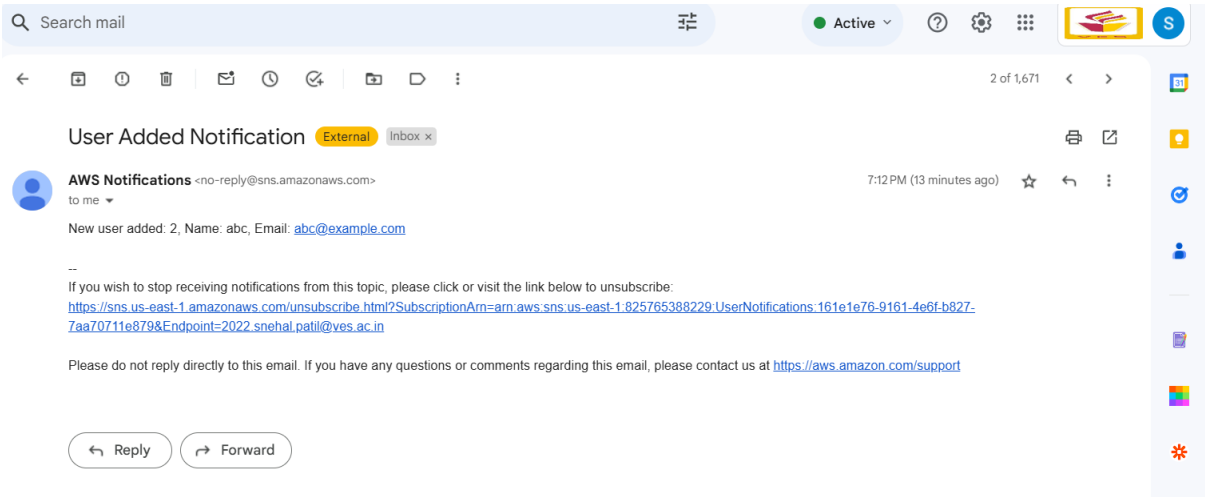 Search mail
Active
S
2 of 1,671
31
User Added Notification External Inbox ×
AWS Notifications <no-reply@sns.amazonaws.com>
7:12 PM (13 minutes ago)
to me
New user added: 2, Name: abc, Email: abc@example.com
--
If you wish to stop receiving notifications from this topic, please click or visit the link below to unsubscribe:
https://sns.us-east-1.amazonaws.com/unsubscribe.html?SubscriptionArn=arn:aws:sns:us-east-1:825765388229:UserNotifications:161e1e76-9161-4e6f-b827-
7aa70711e879&Endpoint=2022.snehal.patil@ves.ac.in
Please do not reply directly to this email. If you have any questions or comments regarding this email, please contact us at https://aws.amazon.com/support
Reply
Forward